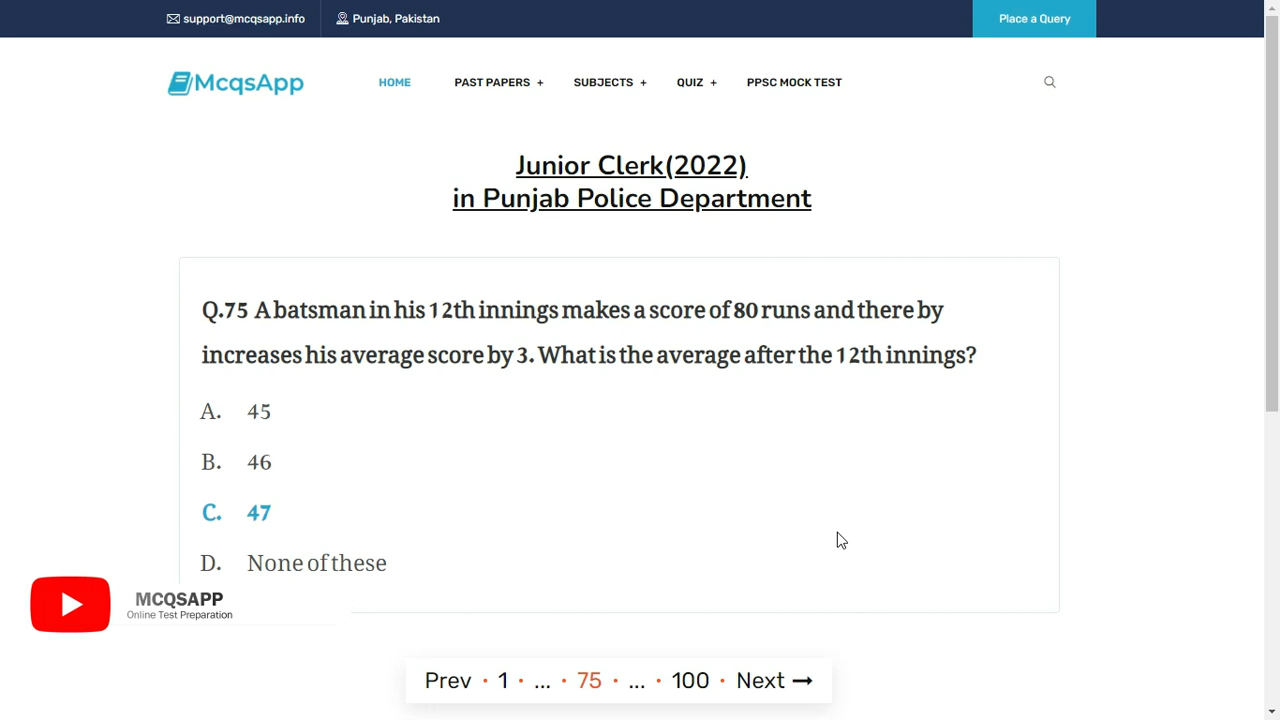 support@mcqsapp.info Punjab, Pakistan Place a Query
McqsApp HOME PAST PAPERS + SUBJECTS + QUIZ + PPSC MOCK TEST
Junior Clerk(2022)
in Punjab Police Department
Q.75 A batsman in his 12th innings makes a score of 80 runs and there by
increases his average score by 3. What is the average after the 12th innings?
A. 45
B. 46
C. 47
D. None of these
MCQSAPP
Online Test Preparation
Prev • 1 • ... • 75 • ... • 100 • Next →